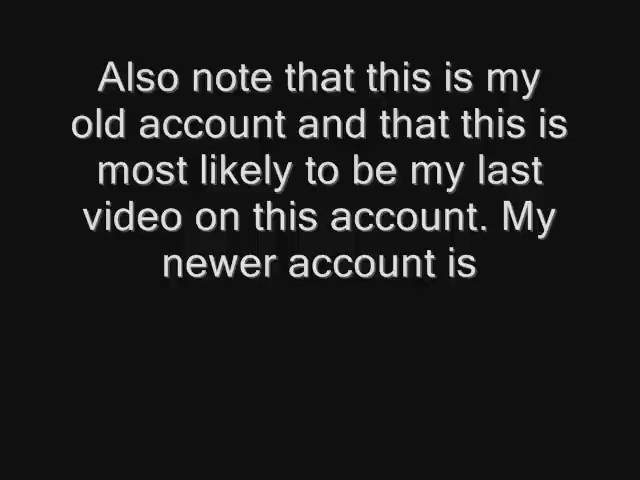 Also note that this is my
old account and that this is
most likely to be my last
video on this account. My
newer account is